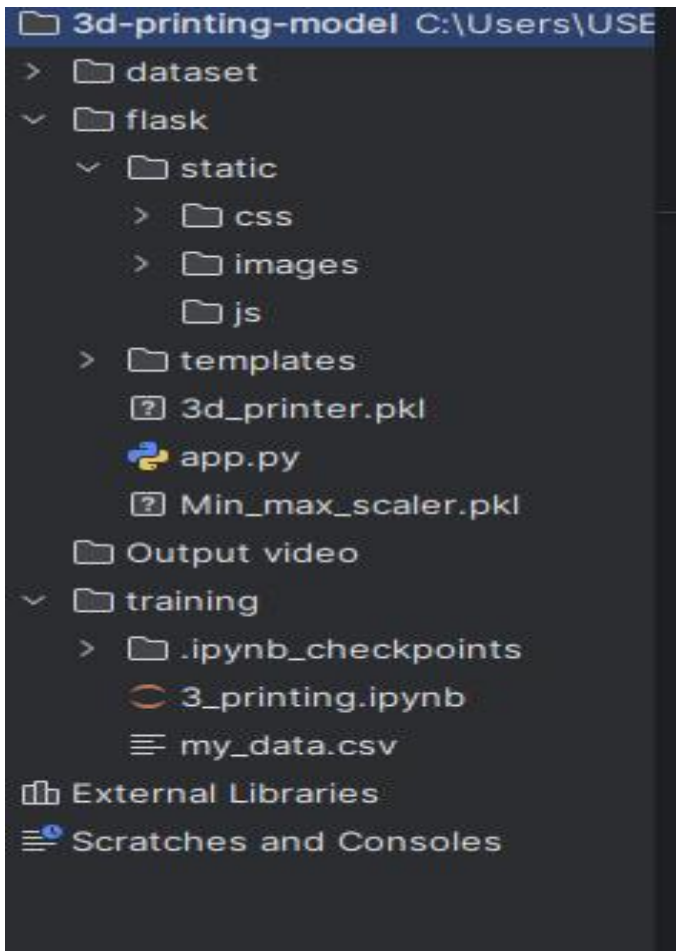 3d-printing-model C:\Users\USE
dataset
flask
static
css
images
js
templates
3d_printer.pkl
app.py
Min_max_scaler.pkl
Output video
training
.ipynb_checkpoints
3_printing.ipynb
my_data.csv
External Libraries
Scratches and Consoles